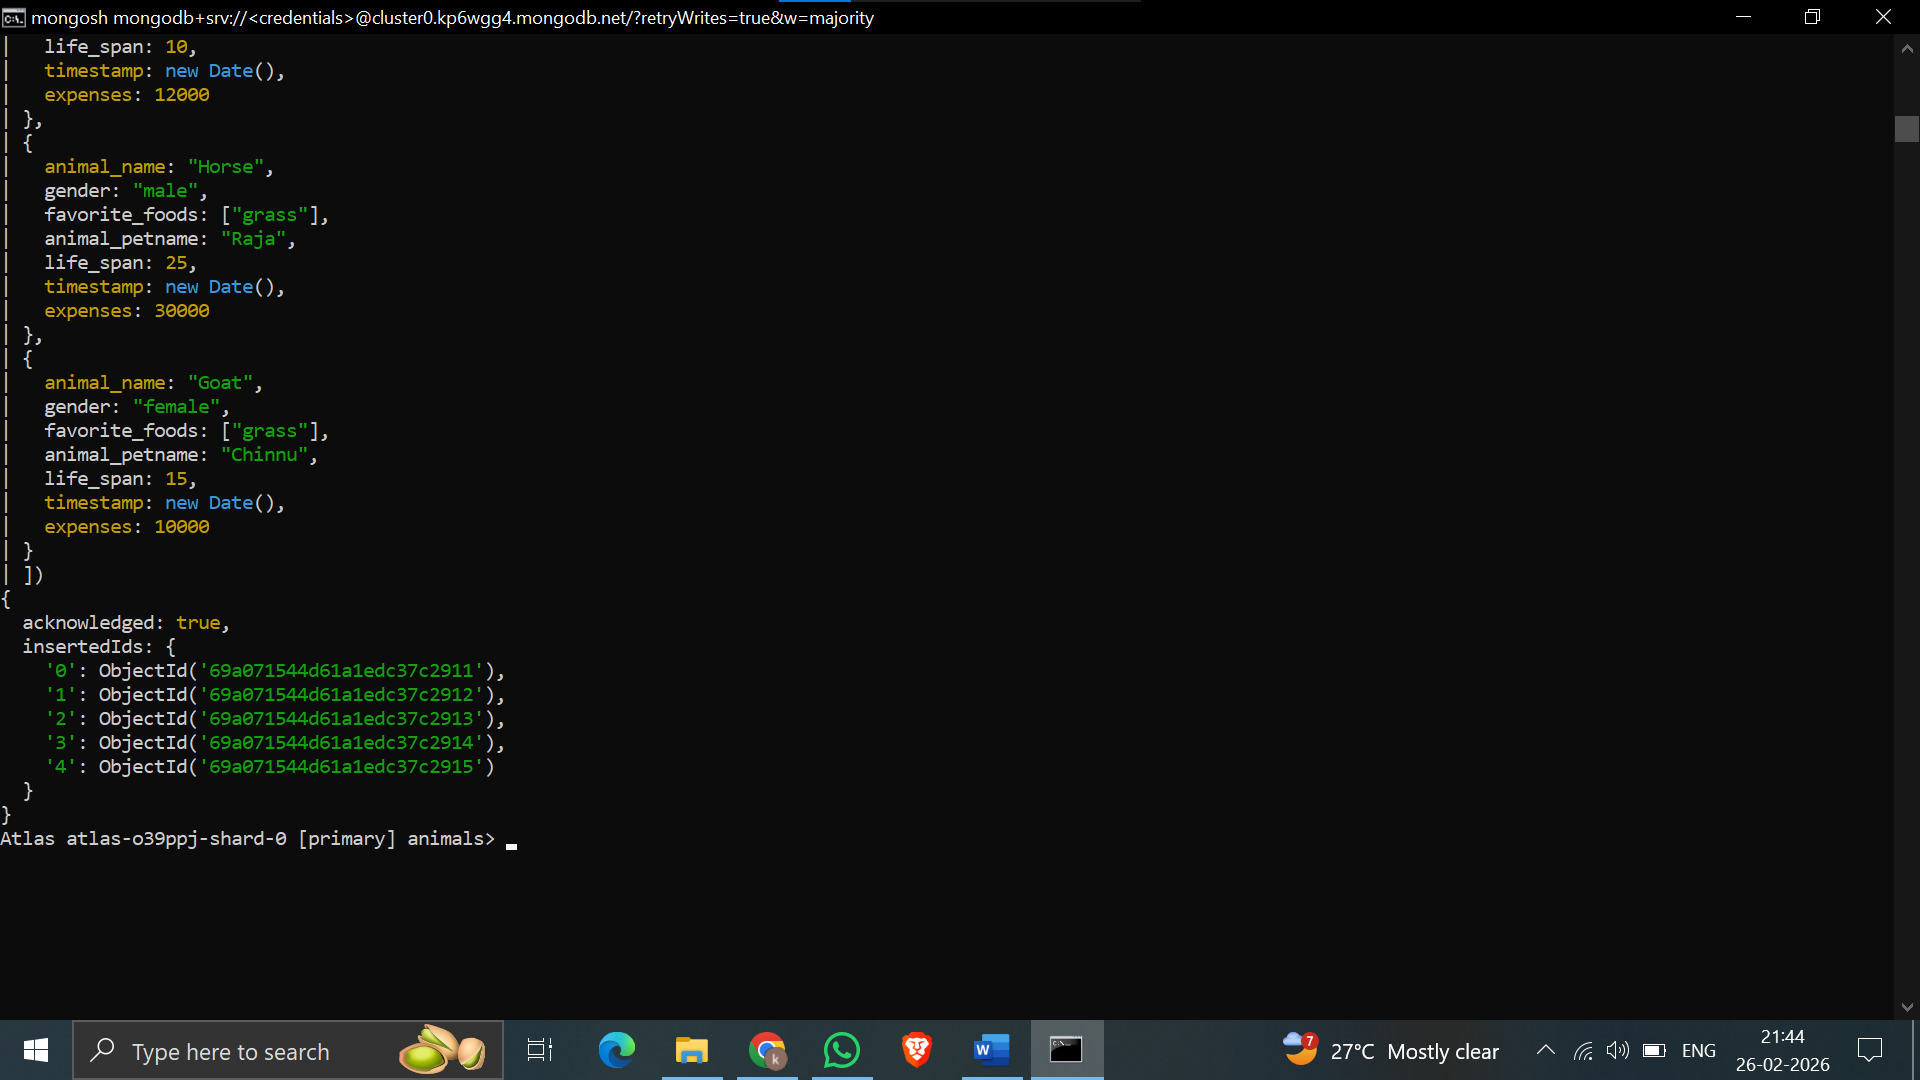 mongosh mongodb+srv://<credentials>@cluster0.kp6wgg4.mongodb.net/?retryWrites=true&w=majority
|   life_span: 10,
|   timestamp: new Date(),
|   expenses: 12000
| },
| {
|   animal_name: "Horse",
|   gender: "male",
|   favorite_foods: ["grass"],
|   animal_petname: "Raja",
|   life_span: 25,
|   timestamp: new Date(),
|   expenses: 30000
| },
| {
|   animal_name: "Goat",
|   gender: "female",
|   favorite_foods: ["grass"],
|   animal_petname: "Chinnu",
|   life_span: 15,
|   timestamp: new Date(),
|   expenses: 10000
| }
| ])
{
  acknowledged: true,
  insertedIds: {
    '0': ObjectId('69a071544d61a1edc37c2911'),
    '1': ObjectId('69a071544d61a1edc37c2912'),
    '2': ObjectId('69a071544d61a1edc37c2913'),
    '3': ObjectId('69a071544d61a1edc37c2914'),
    '4': ObjectId('69a071544d61a1edc37c2915')
  }
}
Atlas atlas-o39ppj-shard-0 [primary] animals>
Type here to search
7
27°C Mostly clear
ENG
21:44
26-02-2026